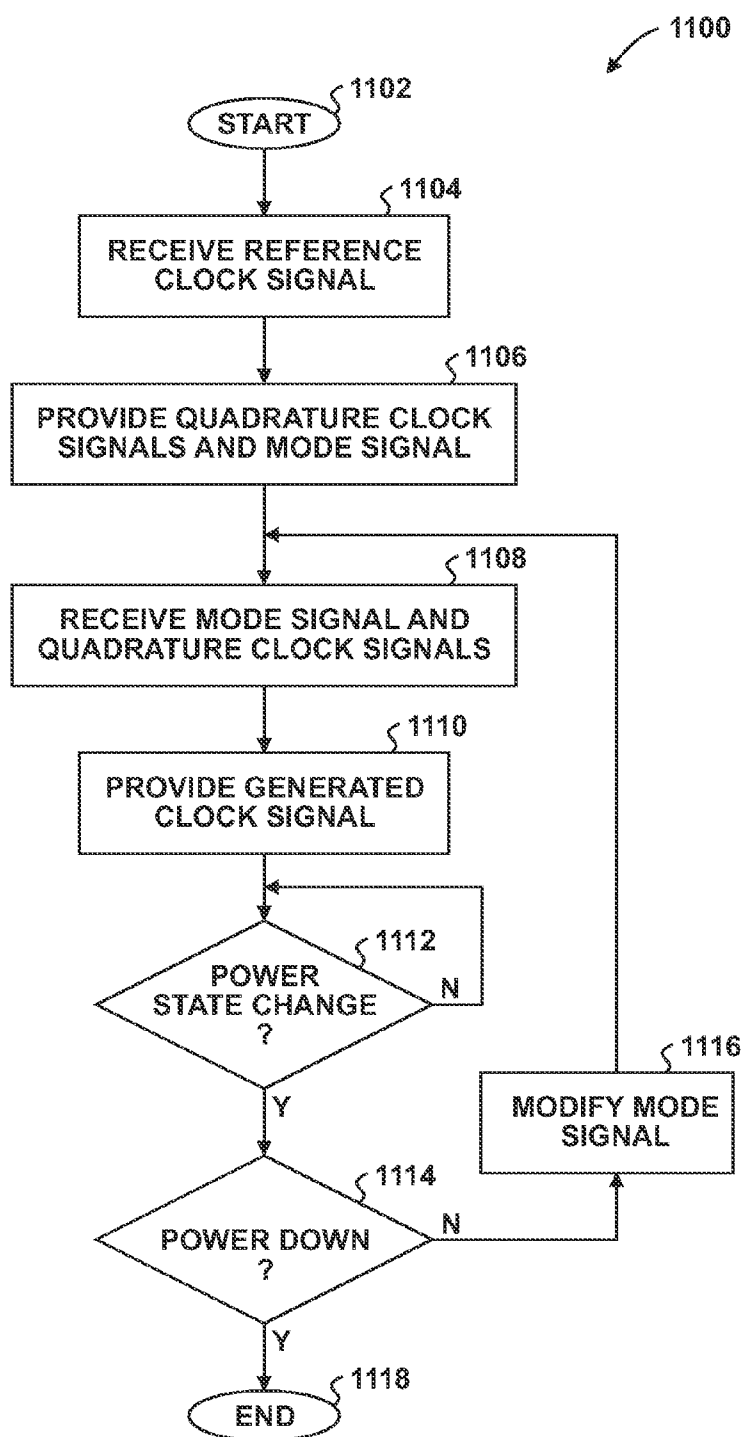 1100
1102
START
1104
RECEIVE REFERENCE
CLOCK SIGNAL
1106
PROVIDE QUADRATURE CLOCK
SIGNALS AND MODE SIGNAL
1108
RECEIVE MODE SIGNAL AND
QUADRATURE CLOCK SIGNALS
1110
PROVIDE GENERATED
CLOCK SIGNAL
1112
POWER
STATE CHANGE
?
N
Y
1116
MODIFY MODE
SIGNAL
1114
POWER DOWN
?
N
Y
1118
END